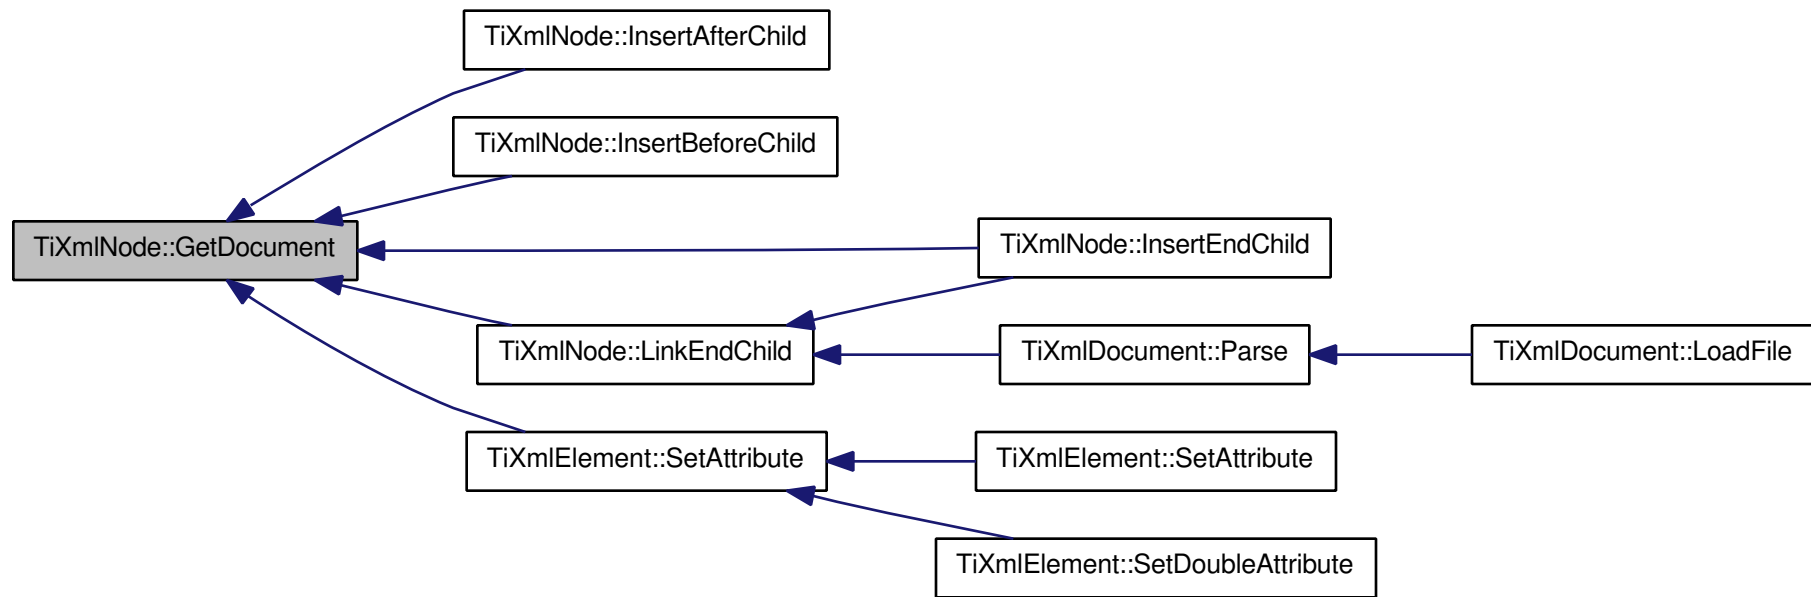 TiXmlNode::InsertAfterChild
TiXmlNode::InsertBeforeChild
TiXmlNode::GetDocument
TiXmlNode::InsertEndChild
TiXmlNode::LinkEndChild
TiXmlDocument::Parse
TiXmlDocument::LoadFile
TiXmlElement::SetAttribute
TiXmlElement::SetAttribute
TiXmlElement::SetDoubleAttribute